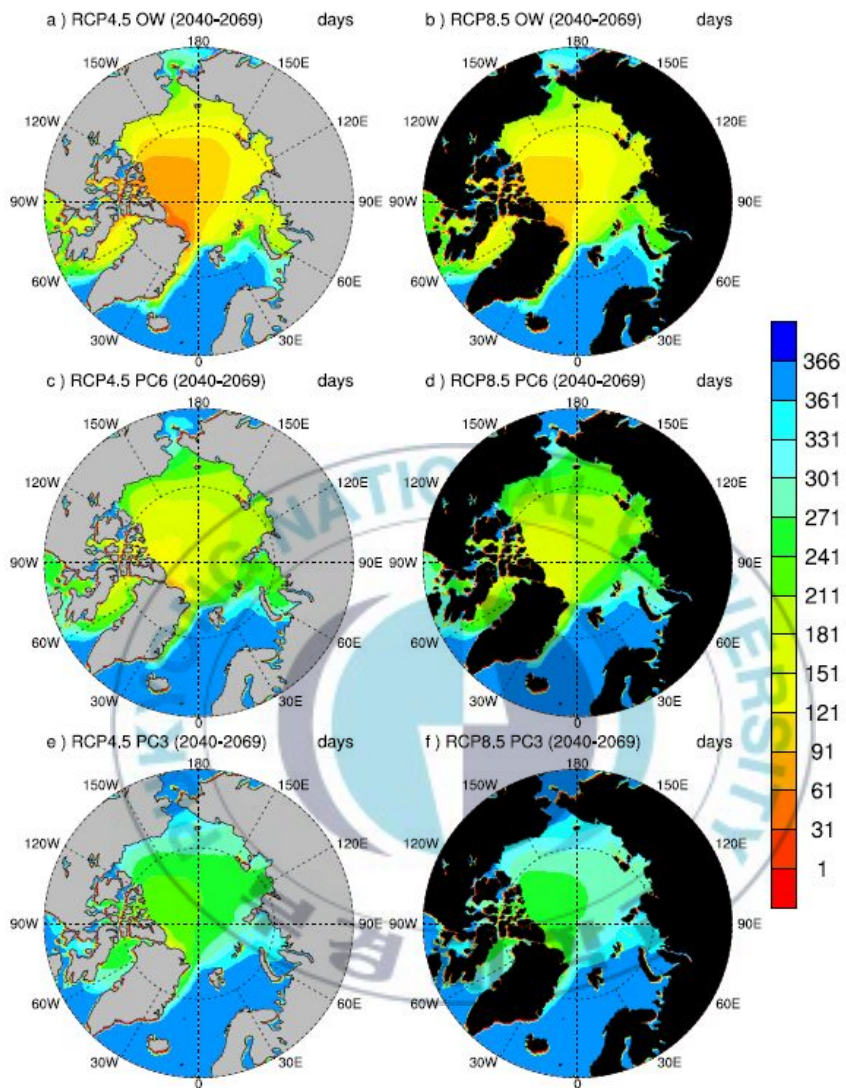 a ) RCP4.5 OW (2040-2069) days
180
150W 150E
120W 120E
90W 90E
60W 60E
30W 30E
0
b ) RCP8.5 OW (2040-2069) days
180
150W 150E
120W 120E
90W 90E
60W 60E
30W 30E
0
c ) RCP4.5 PC6 (2040-2069) days
180
150W 150E
120W 120E
90W 90E
60W 60E
30W 30E
0
d ) RCP8.5 PC6 (2040-2069) days
180
150W 150E
120W 120E
90W 90E
60W 60E
30W 30E
0
e ) RCP4.5 PC3 (2040-2069) days
180
150W 150E
120W 120E
90W 90E
60W 60E
30W 30E
0
f ) RCP8.5 PC3 (2040-2069) days
180
150W 150E
120W 120E
90W 90E
60W 60E
30W 30E
0
366
361
331
301
271
241
211
181
151
121
91
61
31
1
NATIONAL UNIVERSITY